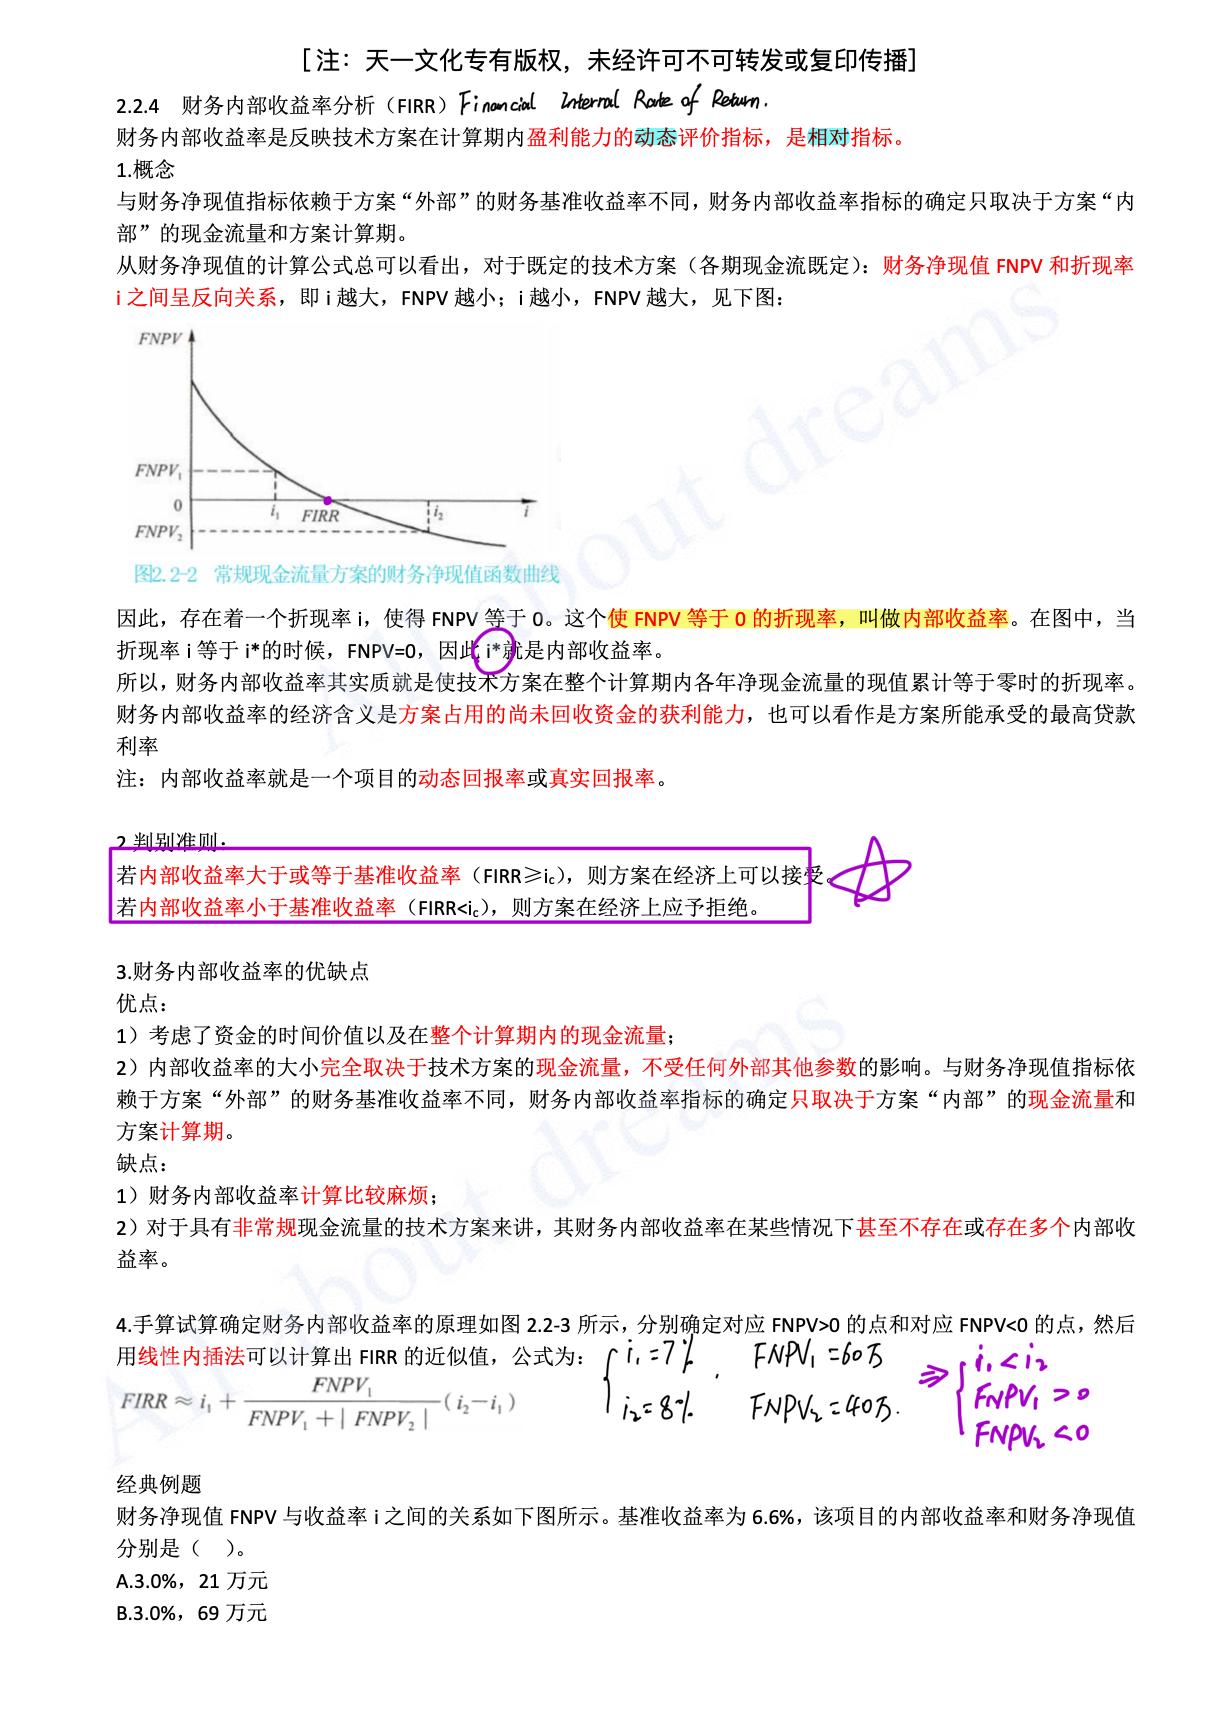 [注：天一文化专有版权，未经许可不可转发或复印传播]
2.2.4 财务内部收益率分析（FIRR）Financial Internal Rate of Return.
财务内部收益率是反映技术方案在计算期内盈利能力的动态评价指标，是相对指标。
1.概念
与财务净现值指标依赖于方案“外部”的财务基准收益率不同，财务内部收益率指标的确定只取决于方案“内
部”的现金流量和方案计算期。
从财务净现值的计算公式总可以看出，对于既定的技术方案（各期现金流既定）：财务净现值 FNPV 和折现率
i 之间呈反向关系，即 i 越大，FNPV 越小；i 越小，FNPV 越大，见下图：
FNPV
FNPV₁
0
i₁
FIRR
i₂
i
FNPV₂
图2.2-2 常规现金流量方案的财务净现值函数曲线
因此，存在着一个折现率 i，使得 FNPV 等于 0。这个使 FNPV 等于 0 的折现率，叫做内部收益率。在图中，当
折现率 i 等于 i*的时候，FNPV=0，因此 i*就是内部收益率。
所以，财务内部收益率其实质就是使技术方案在整个计算期内各年净现金流量的现值累计等于零时的折现率。
财务内部收益率的经济含义是方案占用的尚未回收资金的获利能力，也可以看作是方案所能承受的最高贷款
利率
注：内部收益率就是一个项目的动态回报率或真实回报率。
2.判别准则：
若内部收益率大于或等于基准收益率（FIRR≥ic），则方案在经济上可以接受。
若内部收益率小于基准收益率（FIRR<ic），则方案在经济上应予拒绝。
3.财务内部收益率的优缺点
优点：
1）考虑了资金的时间价值以及在整个计算期内的现金流量；
2）内部收益率的大小完全取决于技术方案的现金流量，不受任何外部其他参数的影响。与财务净现值指标依
赖于方案“外部”的财务基准收益率不同，财务内部收益率指标的确定只取决于方案“内部”的现金流量和
方案计算期。
缺点：
1）财务内部收益率计算比较麻烦；
2）对于具有非常规现金流量的技术方案来讲，其财务内部收益率在某些情况下甚至不存在或存在多个内部收
益率。
4.手算试算确定财务内部收益率的原理如图 2.2-3 所示，分别确定对应 FNPV>0 的点和对应 FNPV<0 的点，然后
用线性内插法可以计算出 FIRR 的近似值，公式为：
FIRR ≈ i₁ + FNPV₁ / (FNPV₁ + | FNPV₂ |) ( i₂－i₁ )
i₁ =7% . FNPV₁ =60万
i₂=8% FNPV₂ =40万.
⇒ i₁ < i₂
FNPV₁ > 0
FNPV₂ <0
经典例题
财务净现值 FNPV 与收益率 i 之间的关系如下图所示。基准收益率为 6.6%，该项目的内部收益率和财务净现值
分别是（ ）。
A.3.0%，21 万元
B.3.0%，69 万元
All about dreams
All about dreams